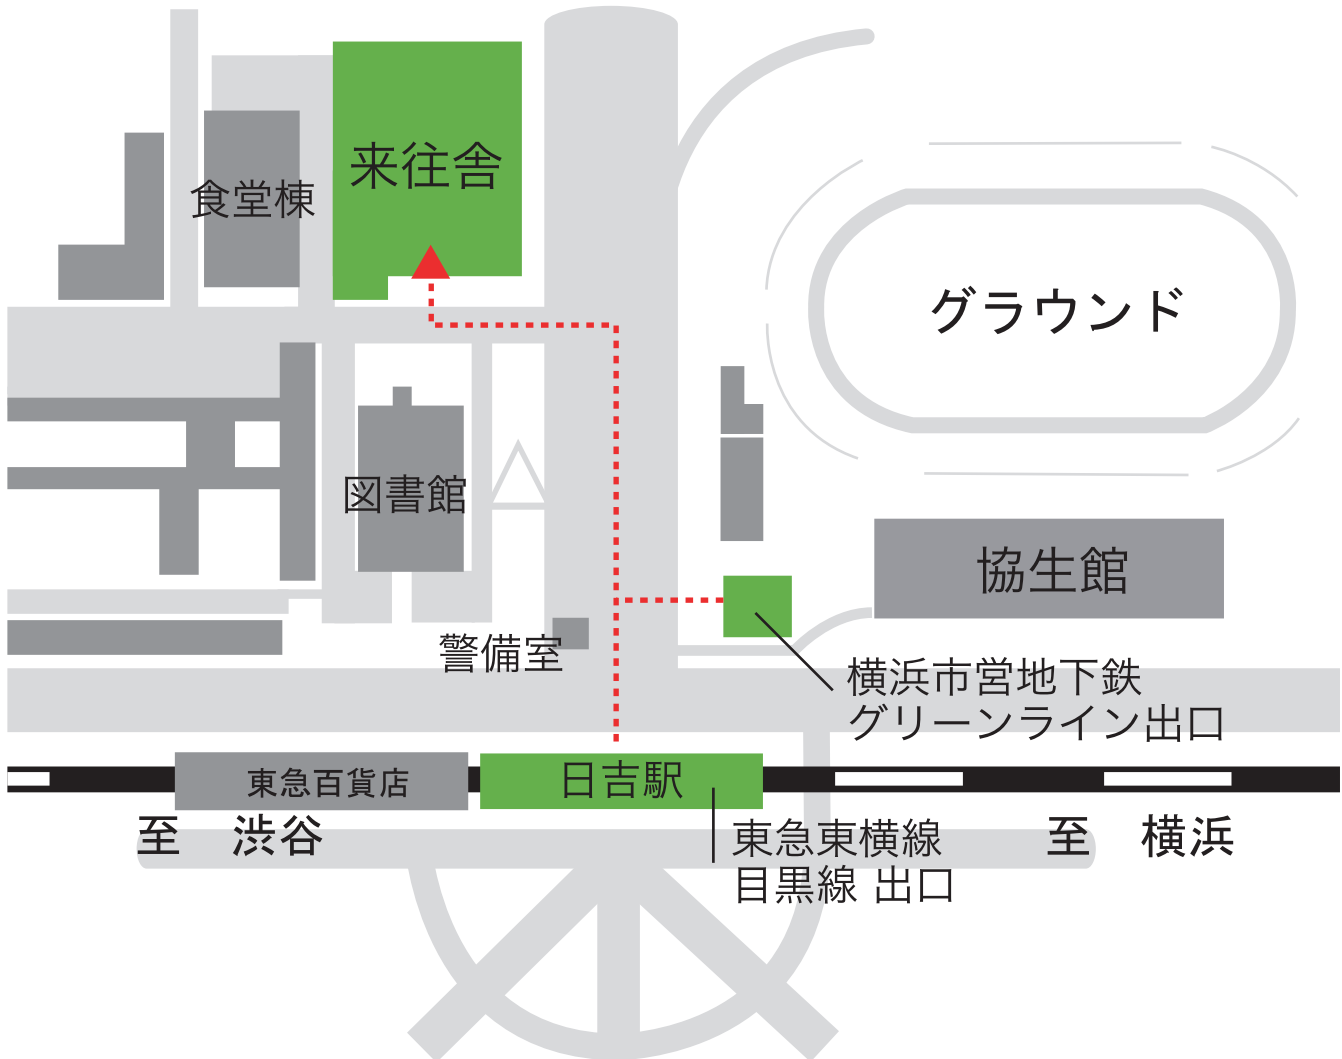 来往舎
食堂棟
グラウンド
図書館
協生館
警備室
横浜市営地下鉄
グリーンライン出口
東急百貨店
日吉駅
至 渋谷
東急東横線
目黒線 出口
至 横浜